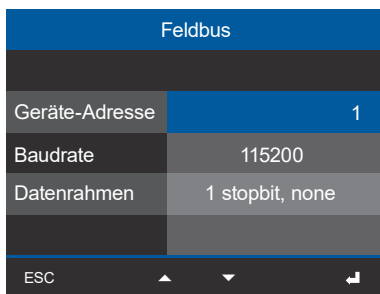 Feldbus
Geräte-Adresse 1
Baudrate 115200
Datenrahmen 1 stopbit, none
ESC